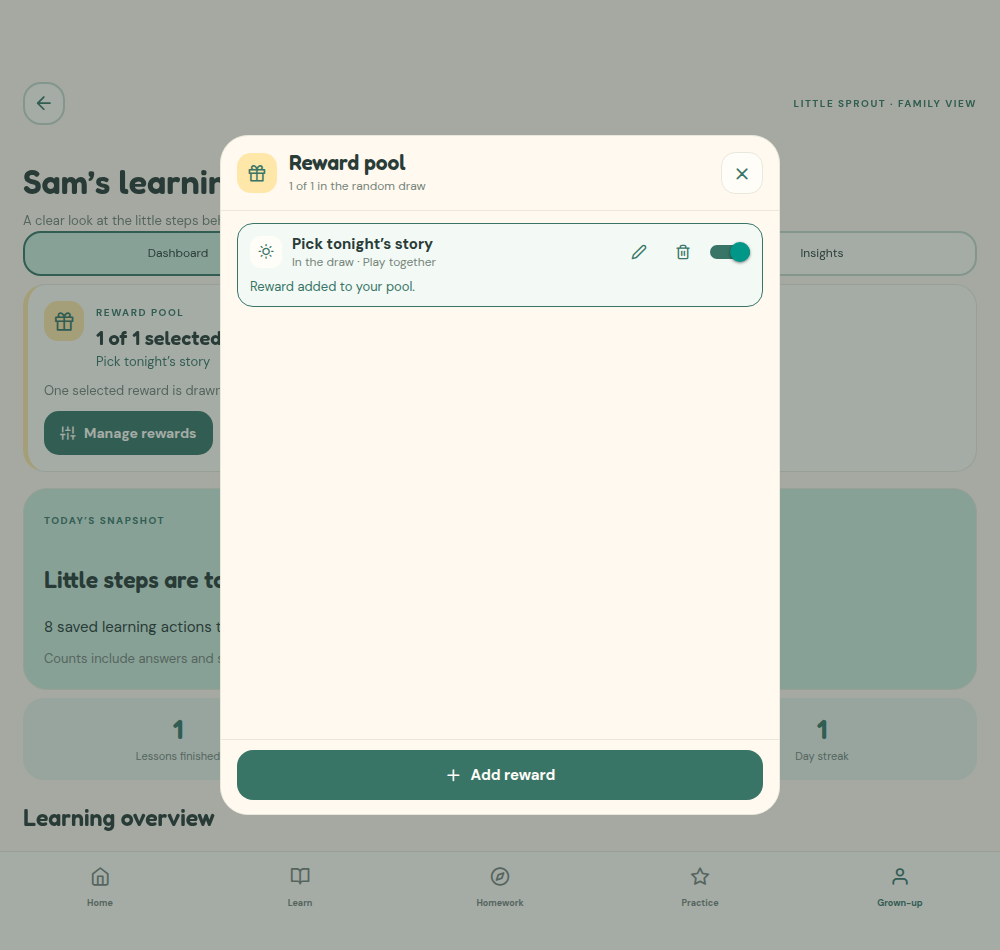 LITTLE SPROUT · FAMILY VIEW
Sam’s learnin
A clear look at the little steps beh
Dashboard
Insights
REWARD POOL
1 of 1 selected
Pick tonight’s story
One selected reward is drawn
Manage rewards
TODAY’S SNAPSHOT
Little steps are ta
8 saved learning actions t
Counts include answers and s
1
Lessons finished
1
Day streak
Learning overview
Reward pool
1 of 1 in the random draw
Pick tonight’s story
In the draw · Play together
Reward added to your pool.
Add reward
Home
Learn
Homework
Practice
Grown-up